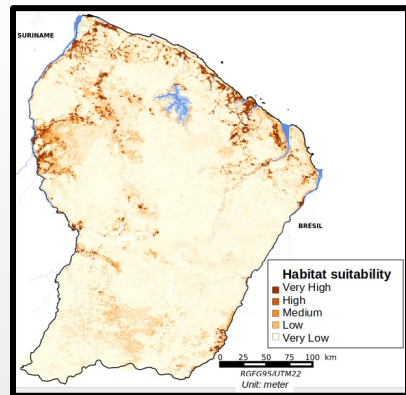 SURINAME
BRÉSIL
Habitat suitability
Very High
High
Medium
Low
Very Low
0 25 50 75 100 km
RGFG95/UTM22
Unit: meter